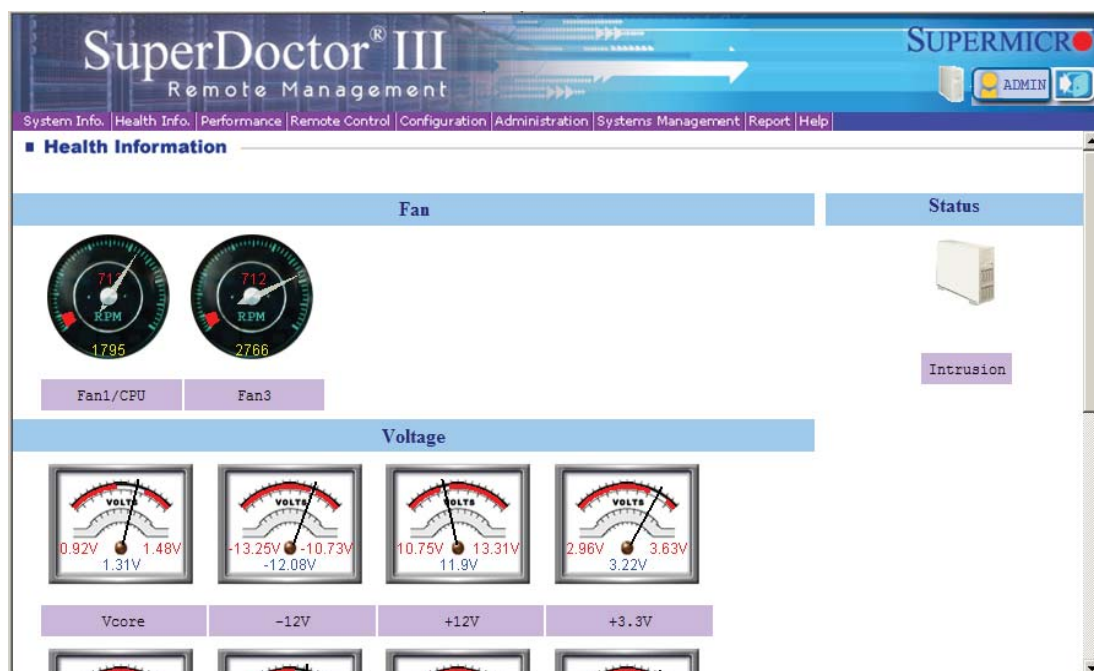 SuperDoctor® III
Remote Management
SUPERMICR
ADMIN
System Info. Health Info. Performance Remote Control Configuration Administration Systems Management Report Help
Health Information
Fan
Status
712
RPM
1795
712
RPM
2766
Fan1/CPU
Fan3
Intrusion
Voltage
VOLTS
0.92V 1.48V
1.31V
VOLTS
-13.25V -10.73V
-12.08V
VOLTS
10.75V 13.31V
11.9V
VOLTS
2.96V 3.63V
3.22V
Vcore
-12V
+12V
+3.3V